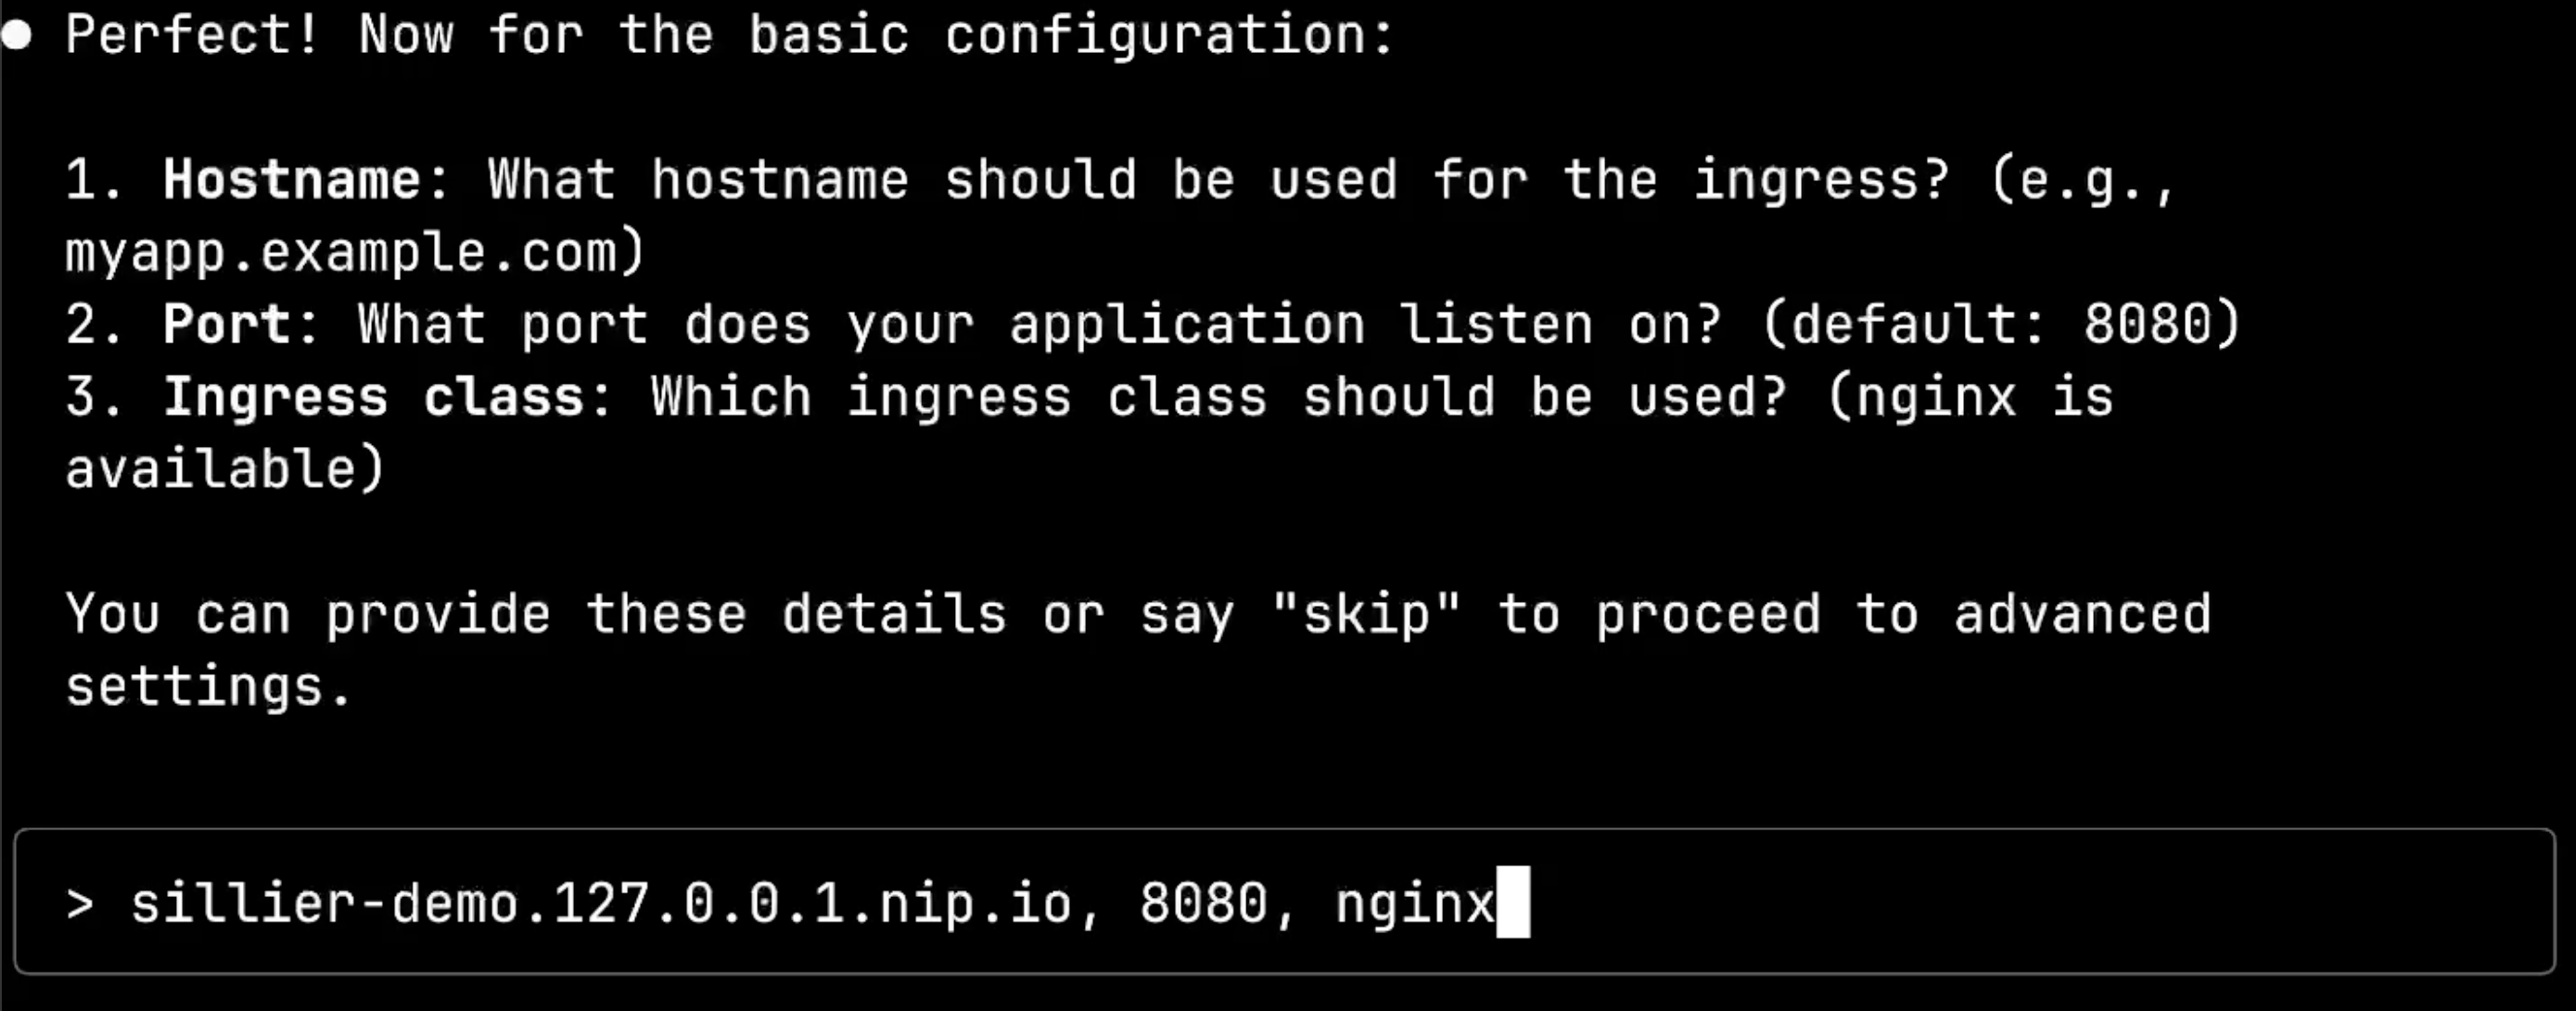 ● Perfect! Now for the basic configuration:
1. Hostname: What hostname should be used for the ingress? (e.g.,
myapp.example.com)
2. Port: What port does your application listen on? (default: 8080)
3. Ingress class: Which ingress class should be used? (nginx is
available)
You can provide these details or say "skip" to proceed to advanced
settings.
> sillier-demo.127.0.0.1.nip.io, 8080, nginx